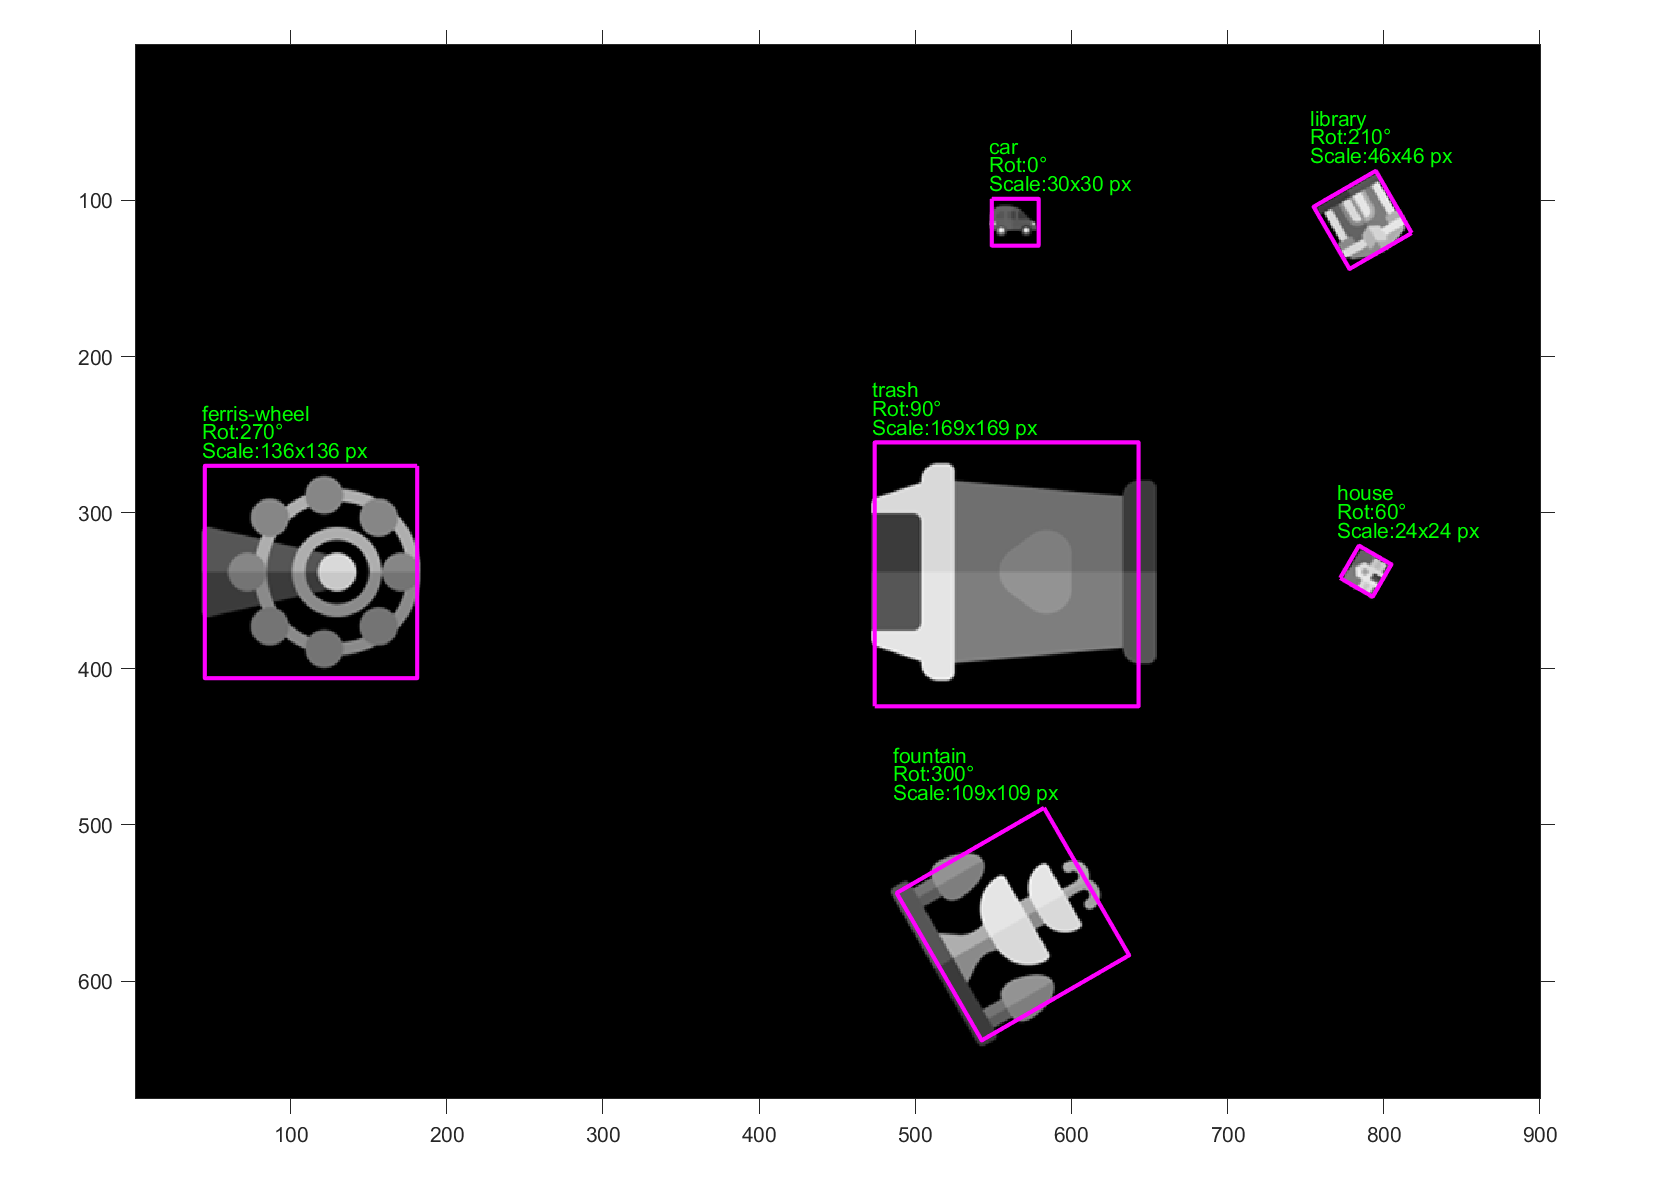 library
Rot:210°
Scale:46x46 px
car
Rot:0°
Scale:30x30 px
100
200
trash
Rot:90°
Scale:169x169 px
ferris-wheel
Rot:270°
Scale:136x136 px
house
Rot:60°
Scale:24x24 px
300
400
fountain
Rot:300°
Scale:109x109 px
500
600
100 200 300 400 500 600 700 800 900